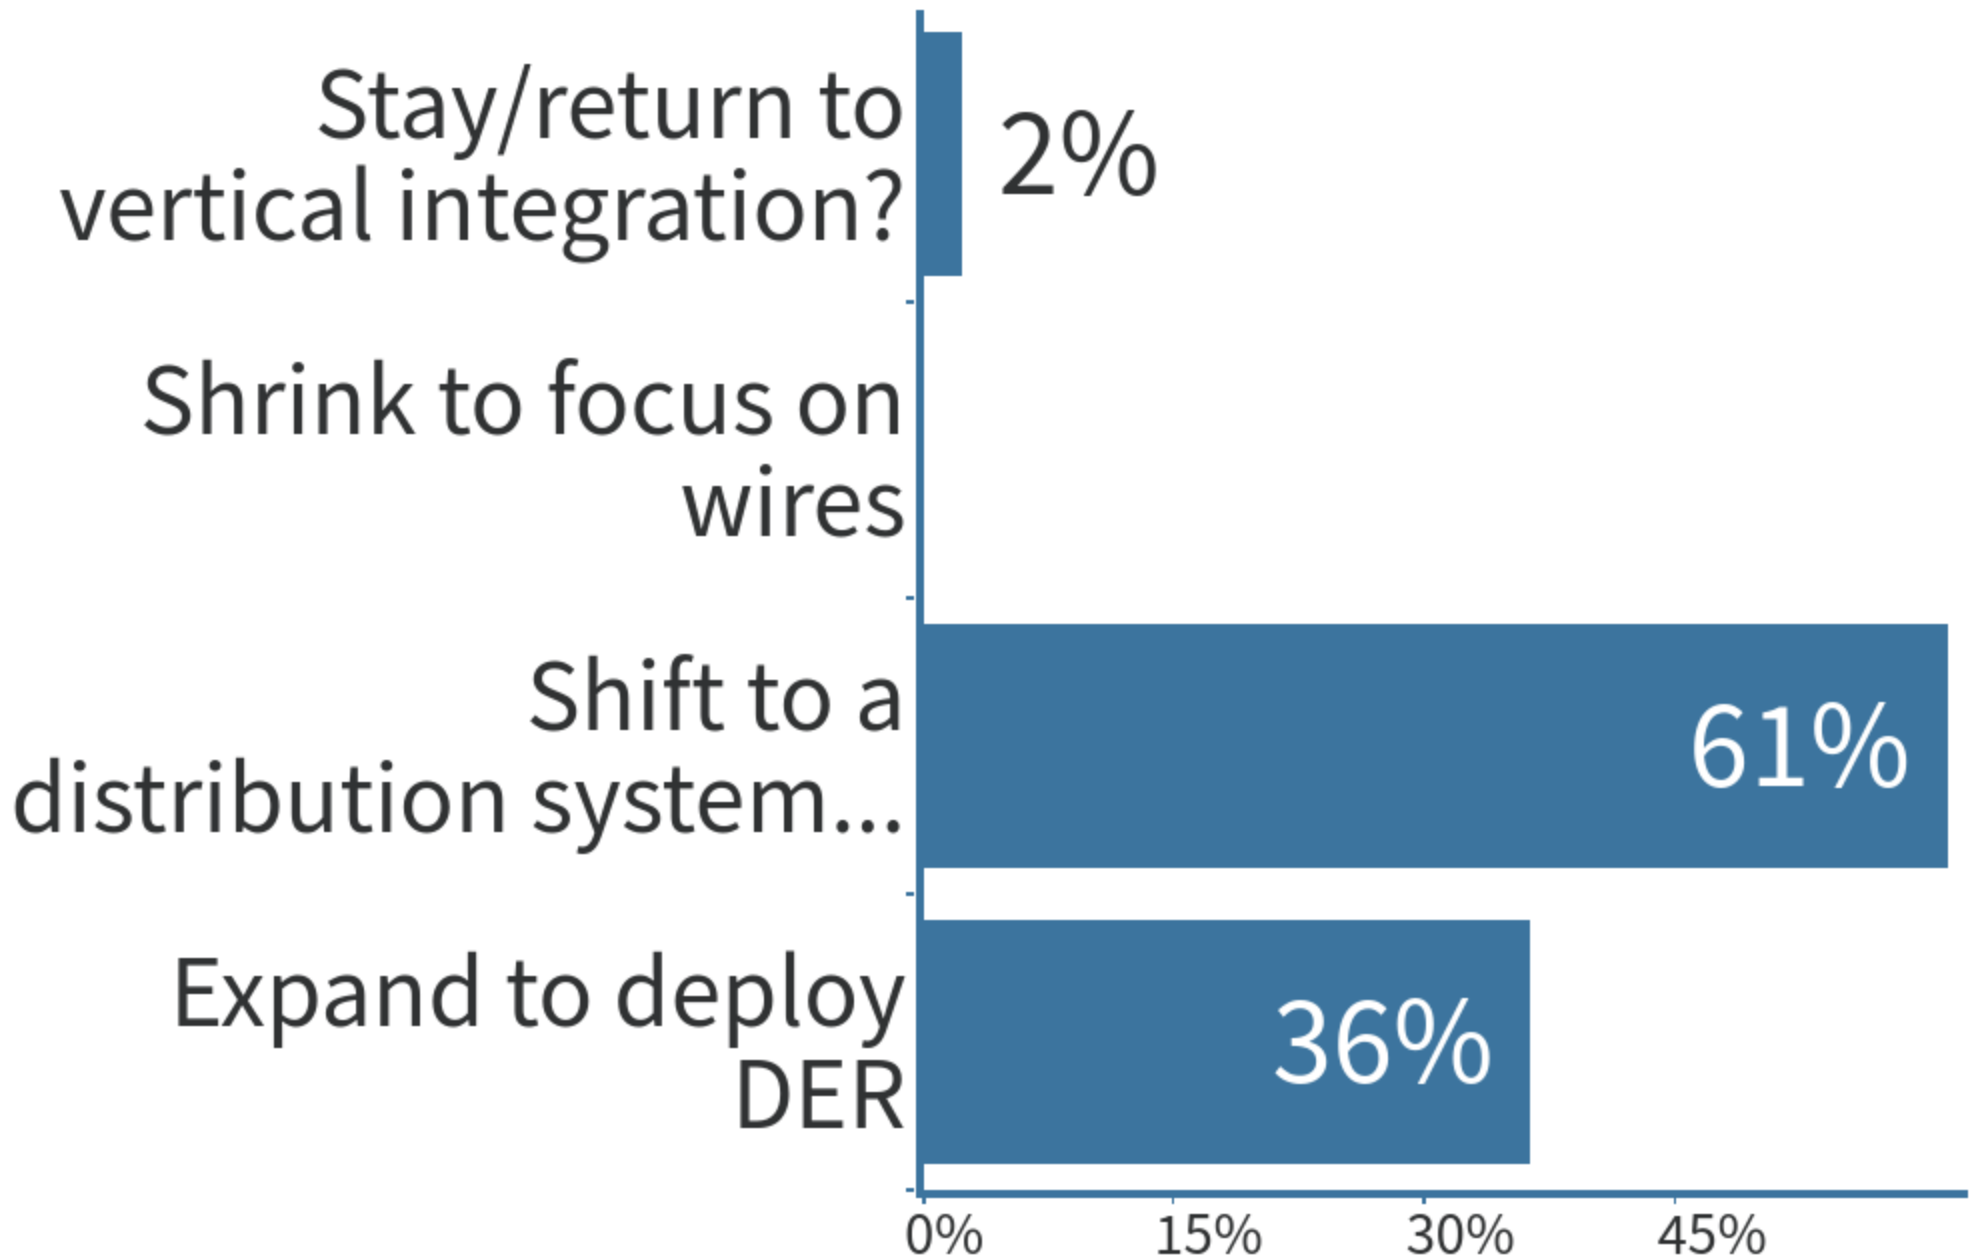 Stay/return to
vertical integration?
2%
Shrink to focus on
wires
Shift to a
distribution system...
61%
Expand to deploy
DER
36%
0% 15% 30% 45%